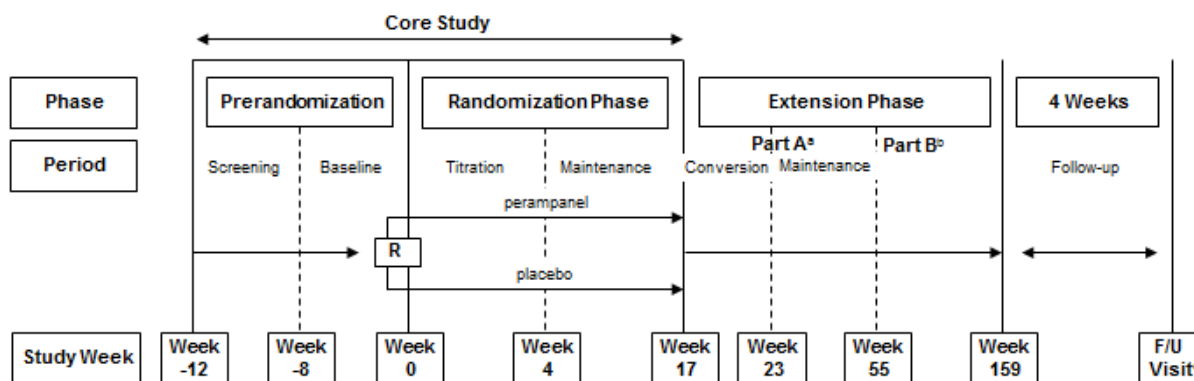 Core Study
Phase
Prerandomization
Randomization Phase
Extension Phase
4 Weeks
Period
Part Aᵃ
Part Bᵇ
Screening
Baseline
Titration
Maintenance
Conversion
Maintenance
Follow-up
perampanel
R
placebo
Study Week
Week
-12
Week
-8
Week
0
Week
4
Week
17
Week
23
Week
55
Week
159
F/U
Visit